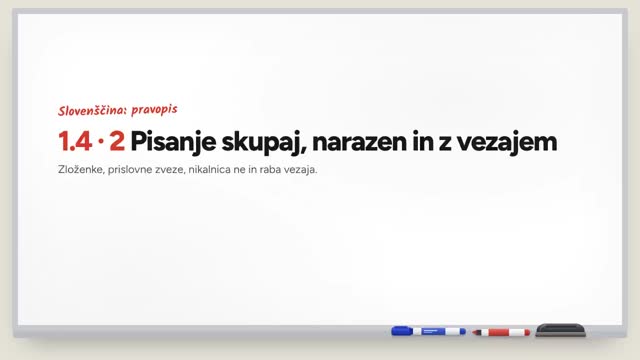 Slovenščina: pravopis
1.4 · 2 Pisanje skupaj, narazen in z vezajem
Zloženke, prislovne zveze, nikalnica ne in raba vezaja.